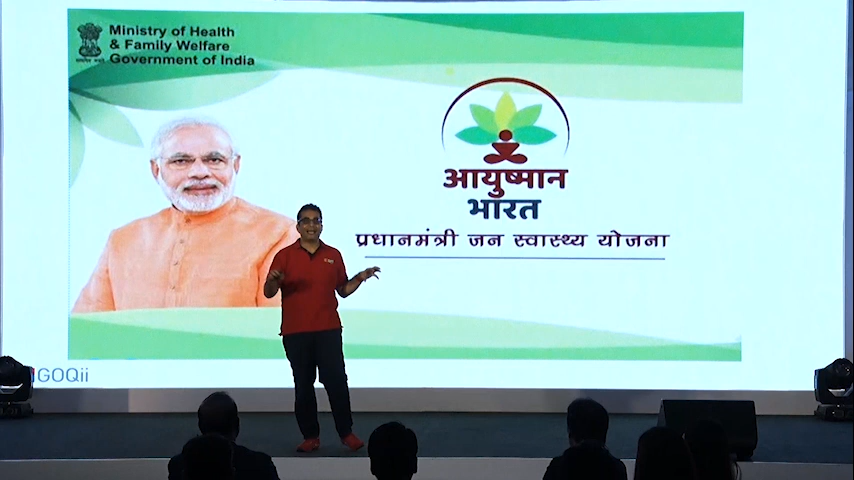 Ministry of Health
& Family Welfare
Government of India
आयुष्मान
भारत
प्रधानमंत्री जन स्वास्थ्य योजना
GOQii